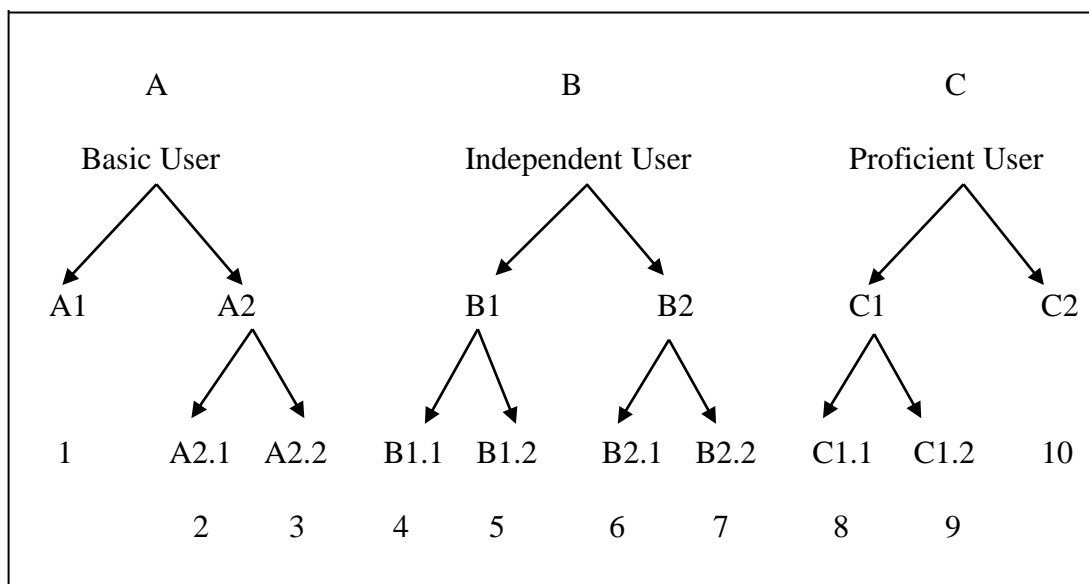 A B C
Basic User Independent User Proficient User
A1 A2 B1 B2 C1 C2
1 A2.1 A2.2 B1.1 B1.2 B2.1 B2.2 C1.1 C1.2 10
2 3 4 5 6 7 8 9